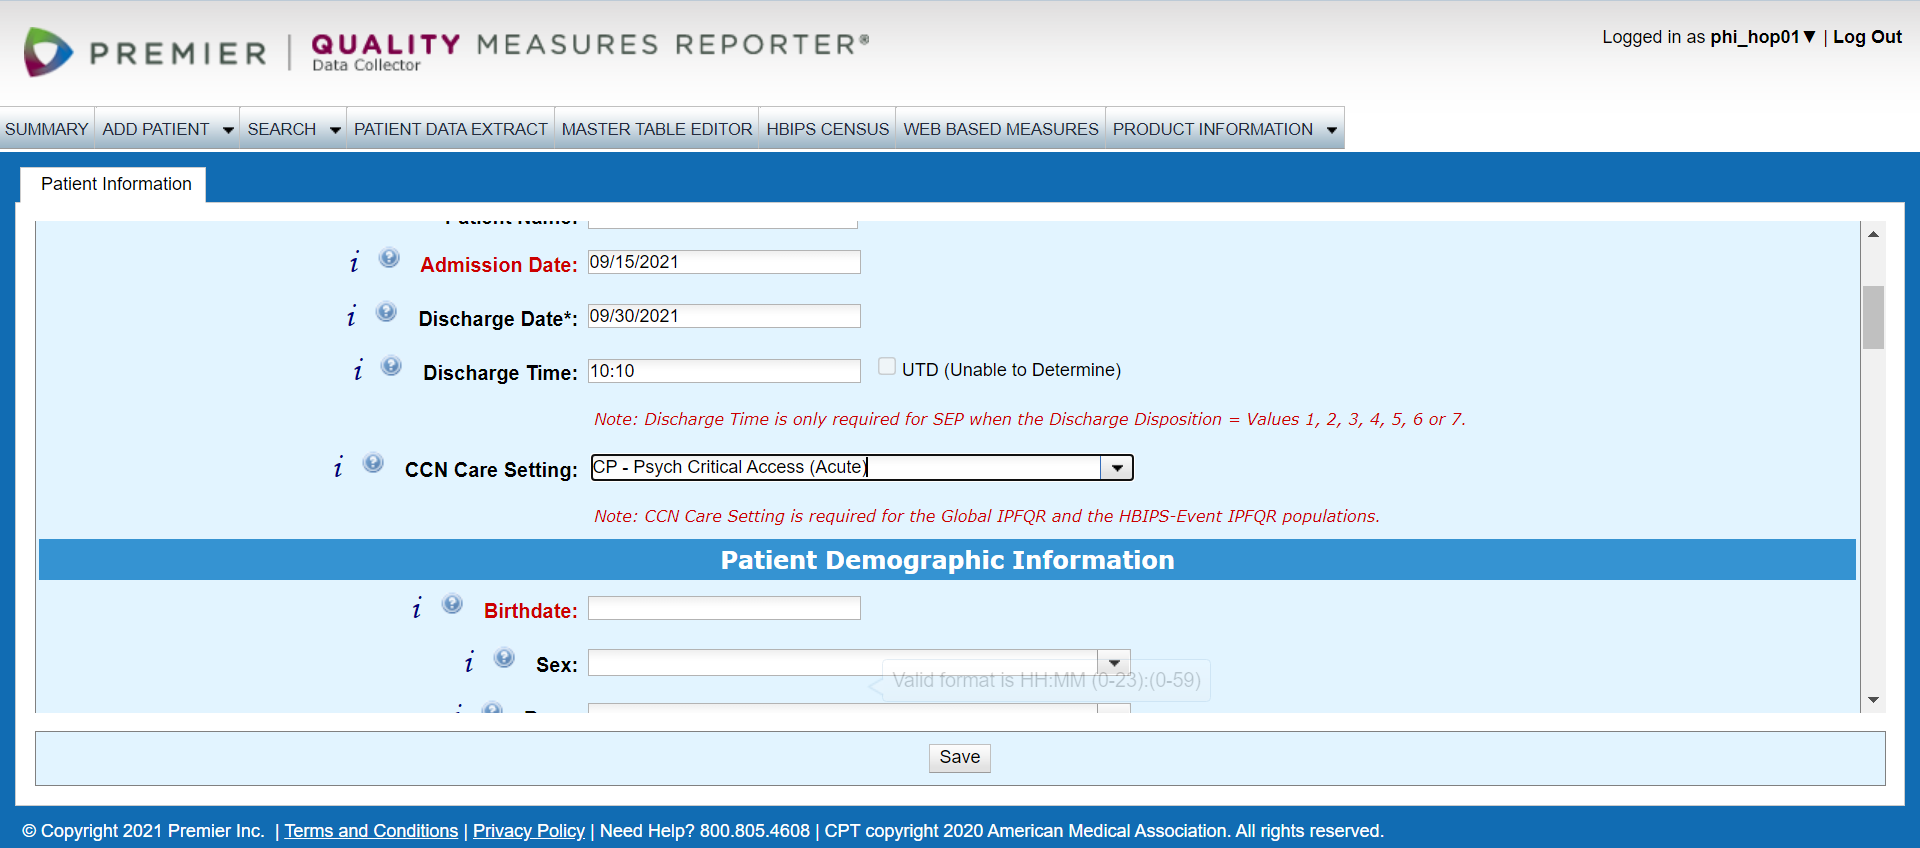 PREMIER | QUALITY MEASURES REPORTER®
Data Collector
Logged in as phi_hop01▼ | Log Out
SUMMARY ADD PATIENT SEARCH PATIENT DATA EXTRACT MASTER TABLE EDITOR HBIPS CENSUS WEB BASED MEASURES PRODUCT INFORMATION
Patient Information
Patient Name:
i ? Admission Date: 09/15/2021
i ? Discharge Date*: 09/30/2021
i ? Discharge Time: 10:10 UTD (Unable to Determine)
Note: Discharge Time is only required for SEP when the Discharge Disposition = Values 1, 2, 3, 4, 5, 6 or 7.
i ? CCN Care Setting: CP - Psych Critical Access (Acute)
Note: CCN Care Setting is required for the Global IPFQR and the HBIPS-Event IPFQR populations.
Patient Demographic Information
i ? Birthdate:
i ? Sex:
Valid format is HH:MM (0-23):(0-59)
Save
© Copyright 2021 Premier Inc. | Terms and Conditions | Privacy Policy | Need Help? 800.805.4608 | CPT copyright 2020 American Medical Association. All rights reserved.